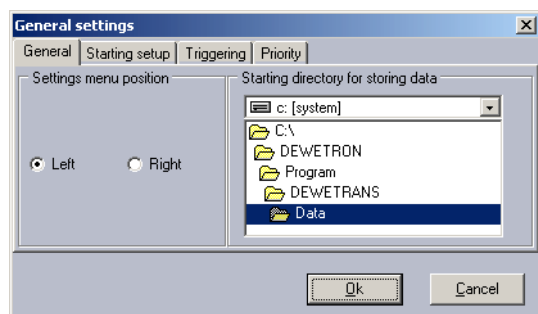 General settings
General Starting setup Triggering Priority
Settings menu position
Starting directory for storing data
c: [system]
C:\
DEWETRON
Program
DEWETRANS
Data
Left Right
Ok Cancel